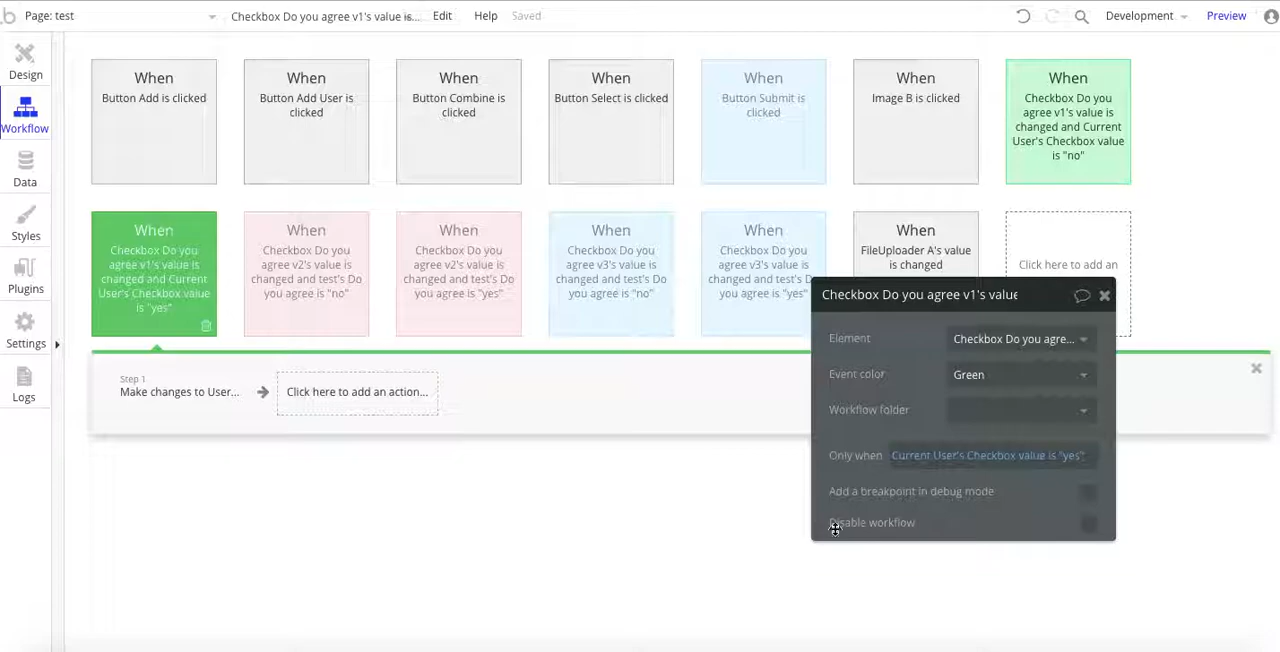 Page: test
Checkbox Do you agree v1's value is...
Edit
Help
Saved
Development
Preview
Design
Workflow
Data
Styles
Plugins
Settings
Logs
When
Button Add is clicked
When
Button Add User is
clicked
When
Button Combine is
clicked
When
Button Select is clicked
When
Button Submit is
clicked
When
Image B is clicked
When
Checkbox Do you
agree v1's value is
changed and Current
User's Checkbox value
is "no"
When
Checkbox Do you
agree v1's value is
changed and Current
User's Checkbox value
is "yes"
When
Checkbox Do you
agree v2's value is
changed and test's Do
you agree is "no"
When
Checkbox Do you
agree v2's value is
changed and test's Do
you agree is "yes"
When
Checkbox Do you
agree v3's value is
changed and test's Do
you agree is "no"
When
Checkbox Do you
agree v3's value is
changed and test's D
you agree is "yes"
When
FileUploader A's value
is changed
Click here to add an
Step 1
Make changes to User...
Click here to add an action...
Checkbox Do you agree v1's value
Element
Checkbox Do you agre...
Event color
Green
Workflow folder
Only when
Current User's Checkbox value is "yes"
Add a breakpoint in debug mode
Disable workflow